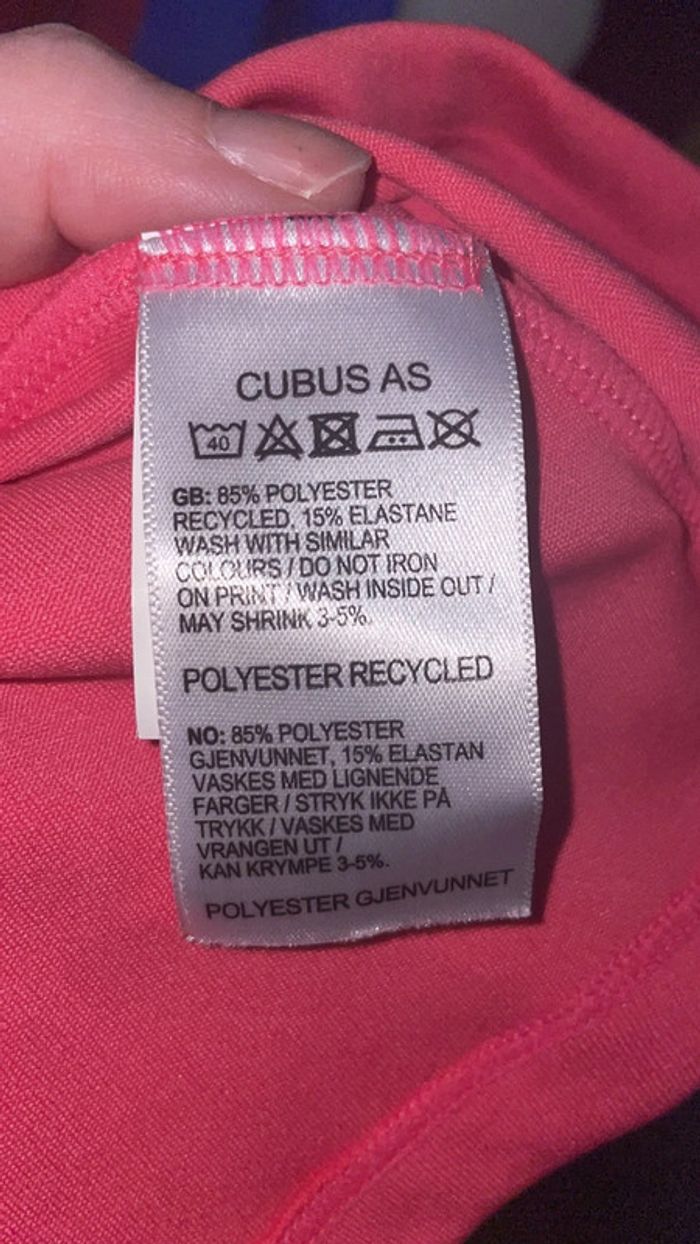 CUBUS AS
40
GB: 85% POLYESTER
RECYCLED, 15% ELASTANE
WASH WITH SIMILAR
COLOURS / DO NOT IRON
ON PRINT / WASH INSIDE OUT /
MAY SHRINK 3-5%.
POLYESTER RECYCLED
NO: 85% POLYESTER
GJENVUNNET, 15% ELASTAN
VASKES MED LIGNENDE
FARGER / STRYK IKKE PÅ
TRYKK / VASKES MED
VRANGEN UT /
KAN KRYMPE 3-5%.
POLYESTER GJENVUNNET